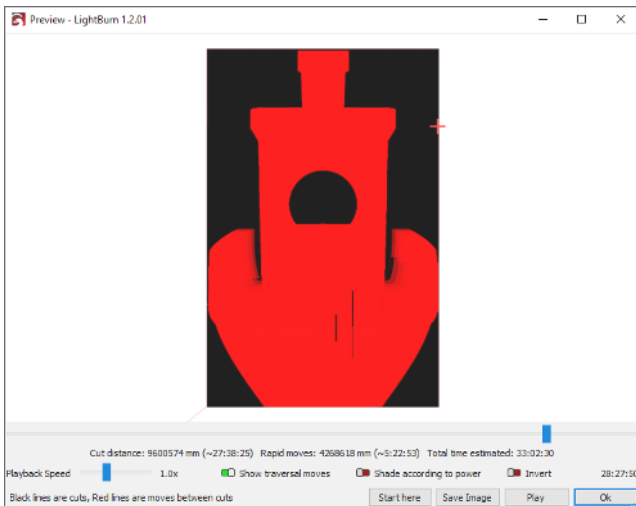 Preview - LightBurn 1.2.01
Cut distance: 9600574 mm (~27:38:25) Rapid moves: 4268618 mm (~5:22:53) Total time estimated: 33:02:30
Playback Speed 1.0x Show traversal moves Shade according to power Invert 28:27:50
Black lines are cuts, Red lines are moves between cuts Start here Save Image Play Ok